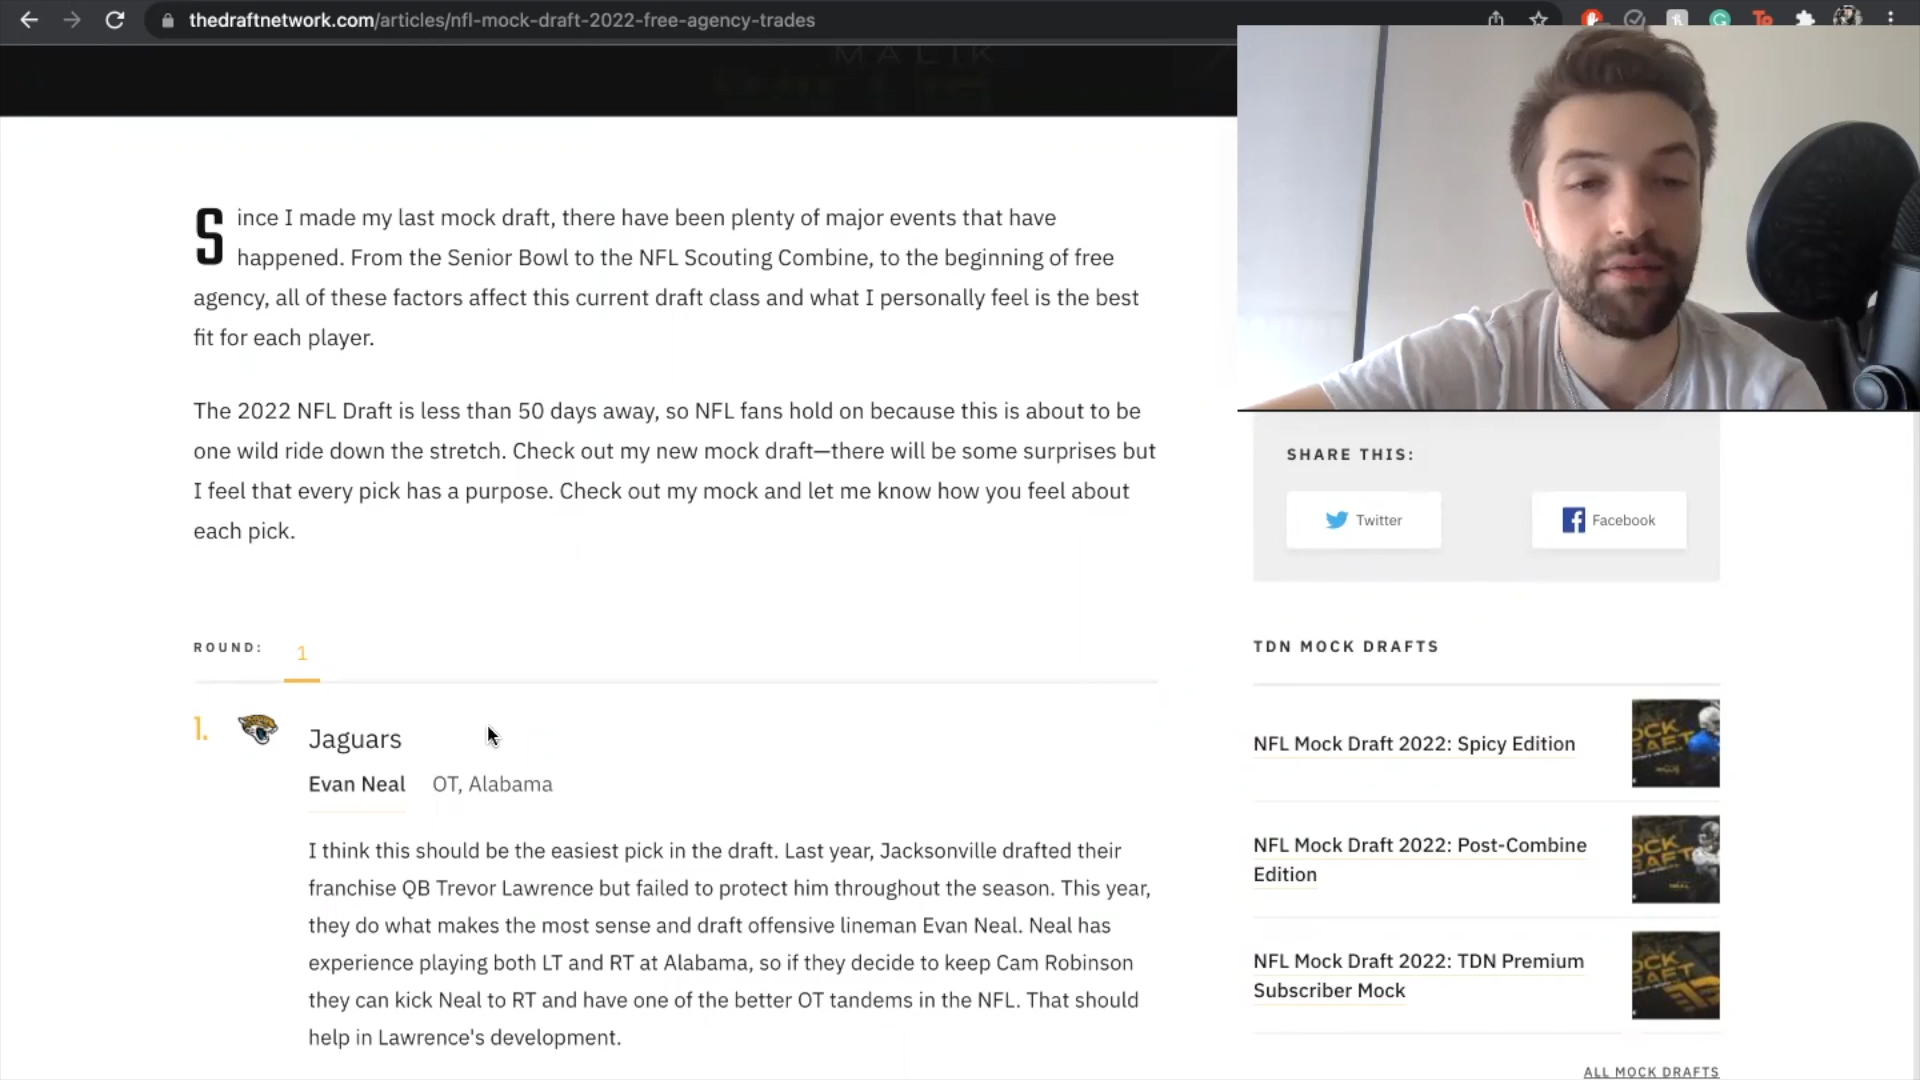 thedraftnetwork.com/articles/nfl-mock-draft-2022-free-agency-trades
MALIK
Since I made my last mock draft, there have been plenty of major events that have
happened. From the Senior Bowl to the NFL Scouting Combine, to the beginning of free
agency, all of these factors affect this current draft class and what I personally feel is the best
fit for each player.
The 2022 NFL Draft is less than 50 days away, so NFL fans hold on because this is about to be
one wild ride down the stretch. Check out my new mock draft—there will be some surprises but
I feel that every pick has a purpose. Check out my mock and let me know how you feel about
each pick.
ROUND: 1
1. Jaguars
Evan Neal OT, Alabama
I think this should be the easiest pick in the draft. Last year, Jacksonville drafted their
franchise QB Trevor Lawrence but failed to protect him throughout the season. This year,
they do what makes the most sense and draft offensive lineman Evan Neal. Neal has
experience playing both LT and RT at Alabama, so if they decide to keep Cam Robinson
they can kick Neal to RT and have one of the better OT tandems in the NFL. That should
help in Lawrence's development.
SHARE THIS:
Twitter Facebook
TDN MOCK DRAFTS
NFL Mock Draft 2022: Spicy Edition
NFL Mock Draft 2022: Post-Combine
Edition
NFL Mock Draft 2022: TDN Premium
Subscriber Mock
ALL MOCK DRAFTS